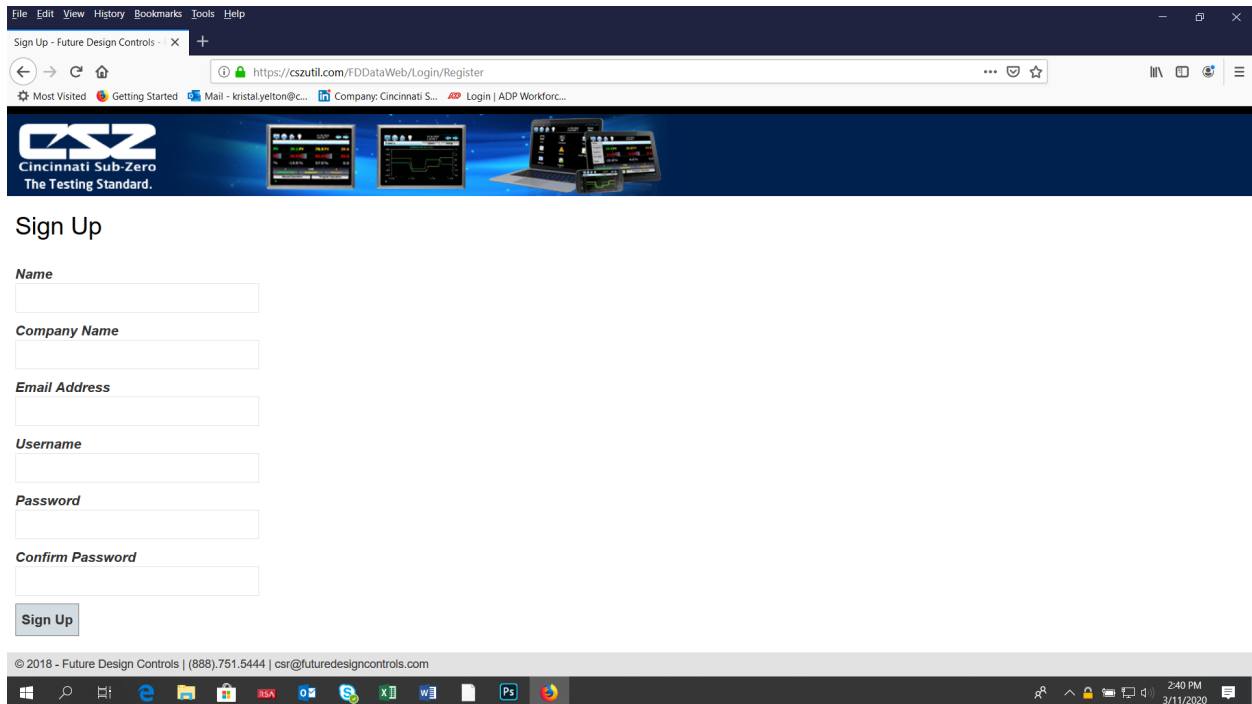 File Edit View History Bookmarks Tools Help
Sign Up - Future Design Controls -
https://cszutil.com/FDDataWeb/Login/Register
Most Visited Getting Started Mail - kristal.yelton@c... Company: Cincinnati S... Login | ADP Workforc...
CSZ
Cincinnati Sub-Zero
The Testing Standard.
Sign Up
Name
Company Name
Email Address
Username
Password
Confirm Password
Sign Up
© 2018 - Future Design Controls | (888).751.5444 | csr@futuredesigncontrols.com
RSA
Ps
2:40 PM
3/11/2020